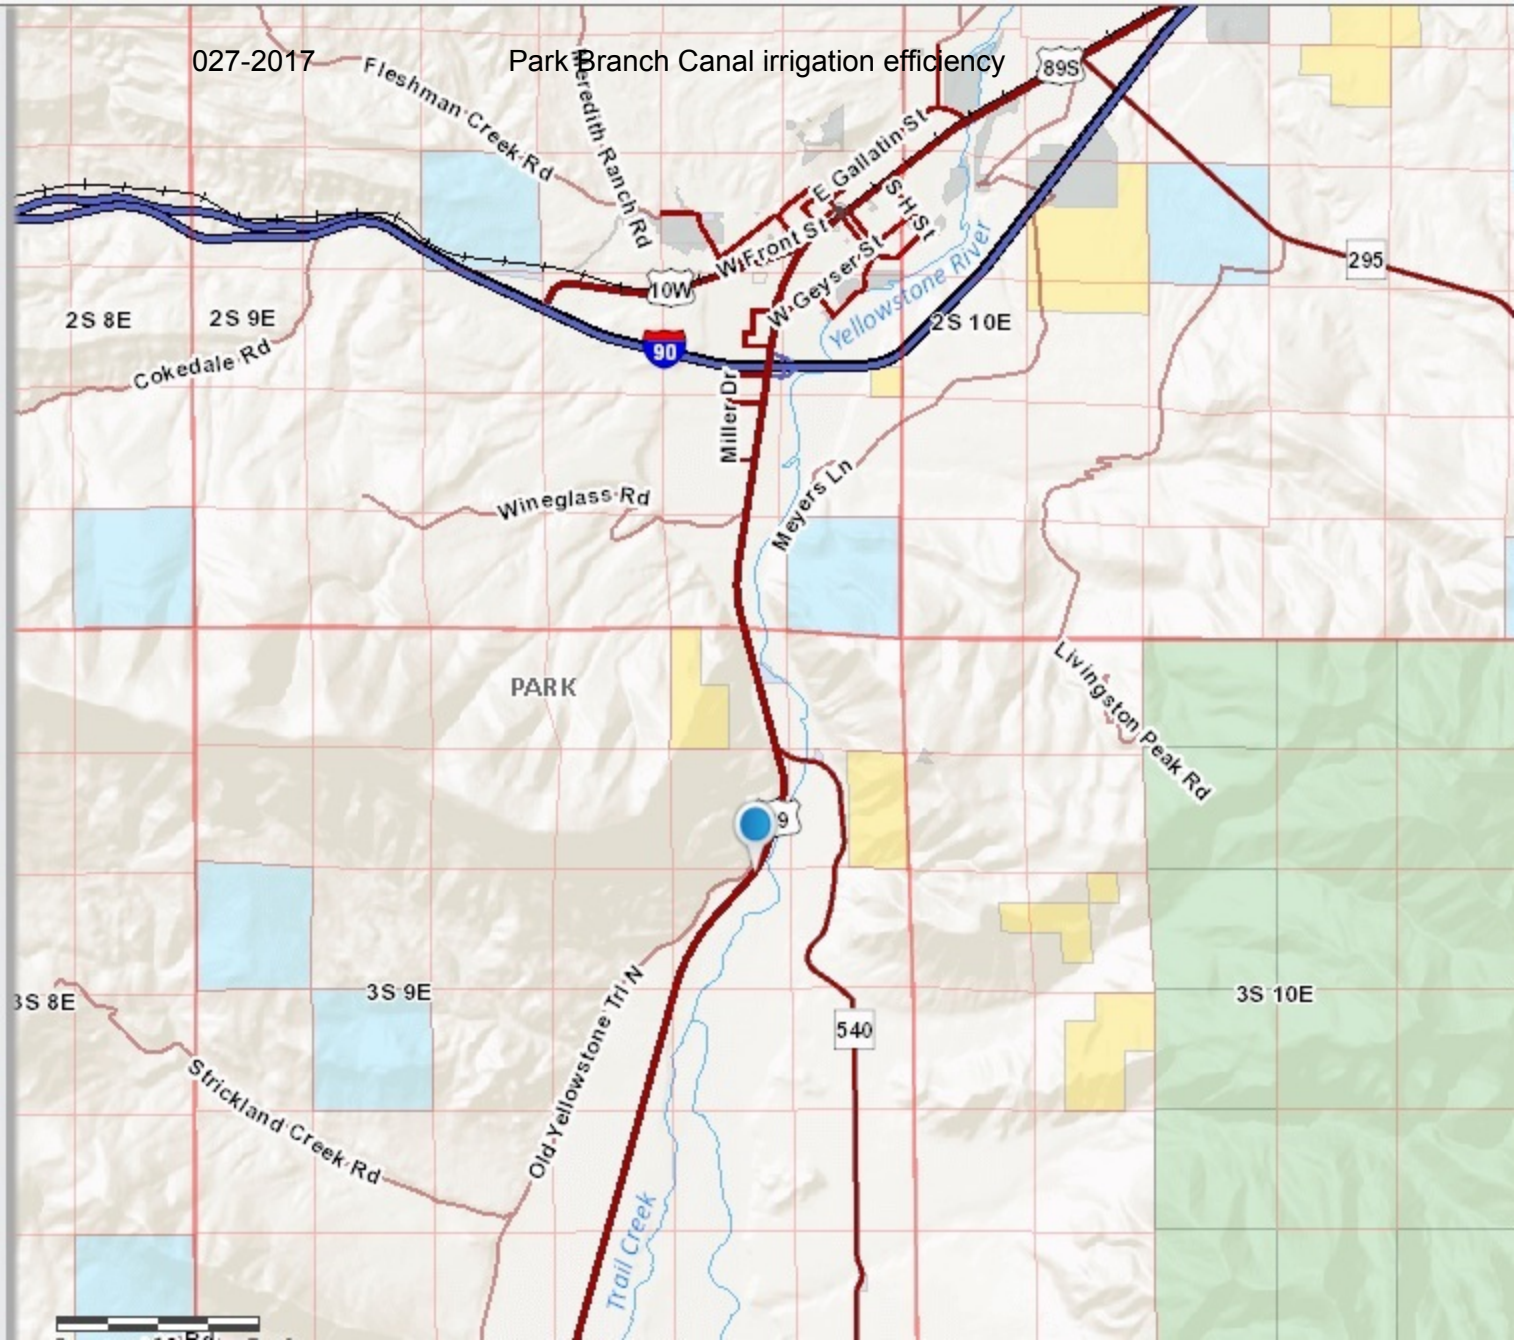 027-2017 Park Branch Canal irrigation efficiency
89S
Fleshman Creek Rd
Meredith Ranch Rd
E Gallatin St
S H St
W Front St
W Geyser St
Yellowstone River
10W
295
2S 8E
2S 9E
2S 10E
90
Cokedale Rd
Miller Dr
Meyers Ln
Wineglass Rd
Livingston Peak Rd
PARK
9
3S 8E
3S 9E
3S 10E
Old Yellowstone Trl N
540
Strickland Creek Rd
Trail Creek